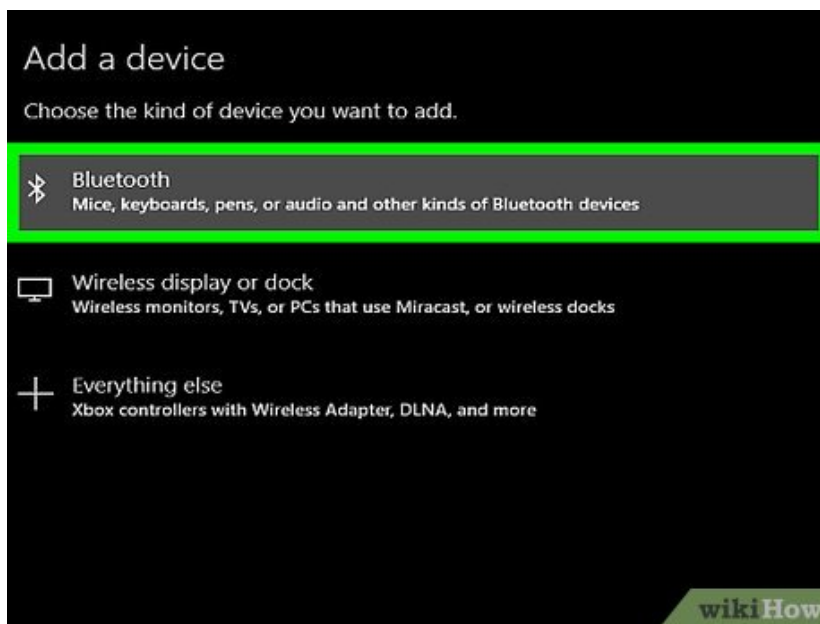 Add a device
Choose the kind of device you want to add.
Bluetooth
Mice, keyboards, pens, or audio and other kinds of Bluetooth devices
Wireless display or dock
Wireless monitors, TVs, or PCs that use Miracast, or wireless docks
Everything else
Xbox controllers with Wireless Adapter, DLNA, and more
wikiHow